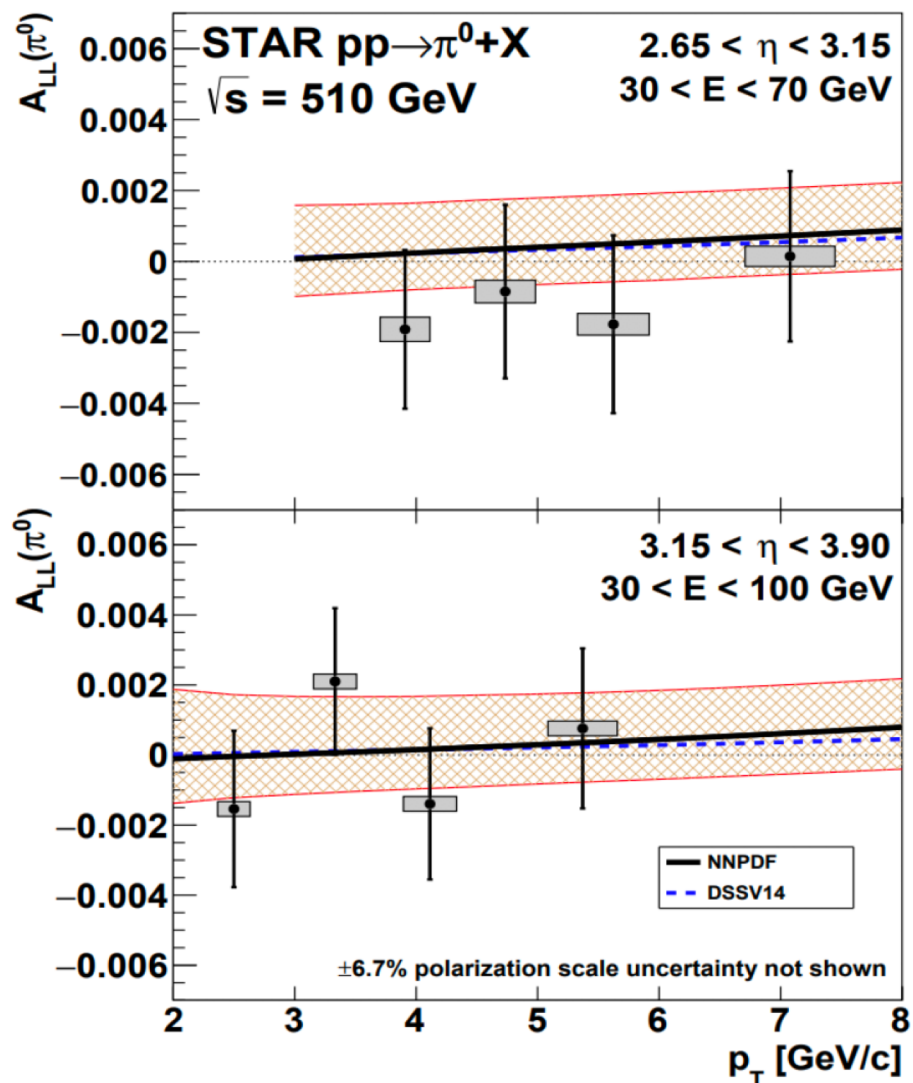 A_LL(π⁰)
0.006
0.004
0.002
0
−0.002
−0.004
−0.006
STAR pp→π⁰+X
√s = 510 GeV
2.65 < η < 3.15
30 < E < 70 GeV
A_LL(π⁰)
0.006
0.004
0.002
0
−0.002
−0.004
−0.006
3.15 < η < 3.90
30 < E < 100 GeV
NNPDF
DSSV14
±6.7% polarization scale uncertainty not shown
2 3 4 5 6 7 8
p_T [GeV/c]